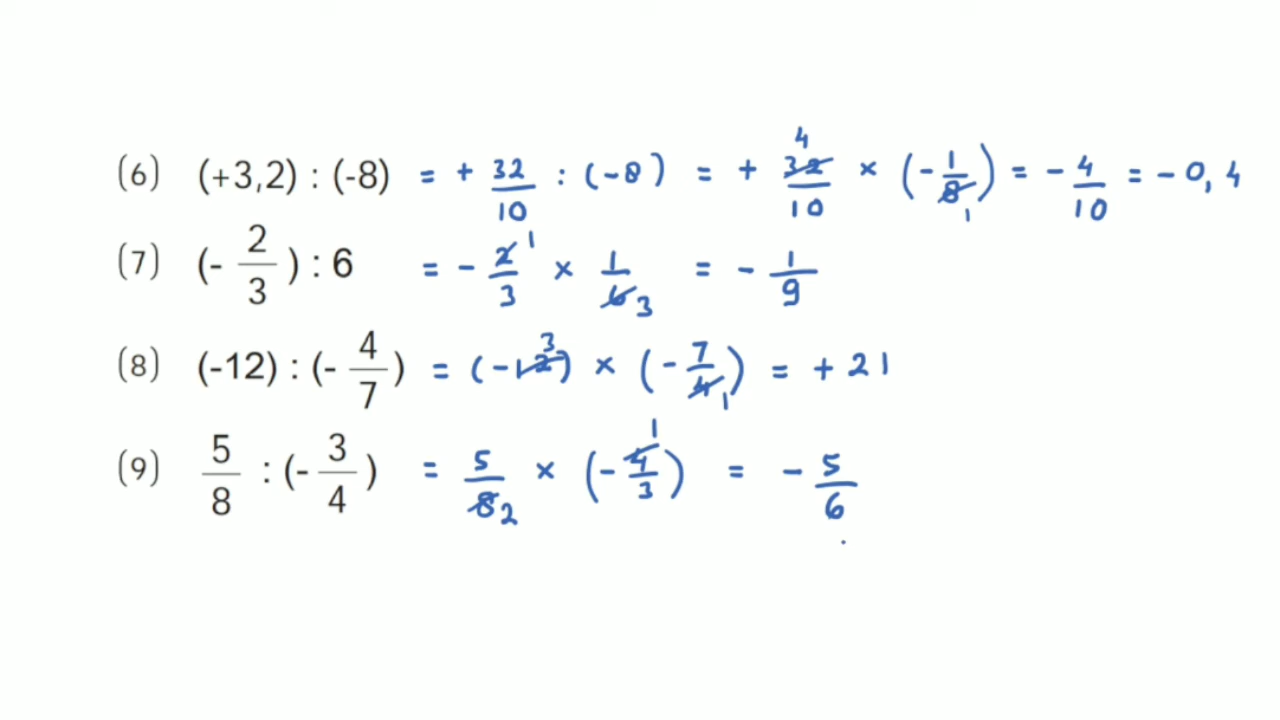 (6) (+3,2) : (-8) = + 32/10 : (-8) = + 32/10 4 × (- 1/8 1) = - 4/10 = - 0,4
(7) (- 2/3) : 6 = - 2/3 1 × 1/6 3 = - 1/9
(8) (-12) : (- 4/7) = (-12 3) × (- 7/4 1) = + 21
(9) 5/8 : (- 3/4) = 5/8 2 × (- 4/3 1) = - 5/6